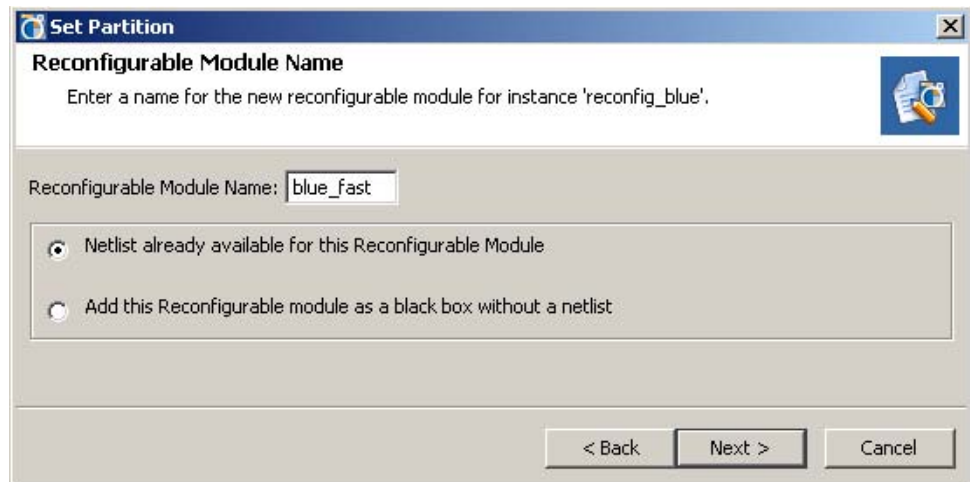 Set Partition
Reconfigurable Module Name
Enter a name for the new reconfigurable module for instance 'reconfig_blue'.
Reconfigurable Module Name: blue_fast
Netlist already available for this Reconfigurable Module
Add this Reconfigurable module as a black box without a netlist
< Back Next > Cancel